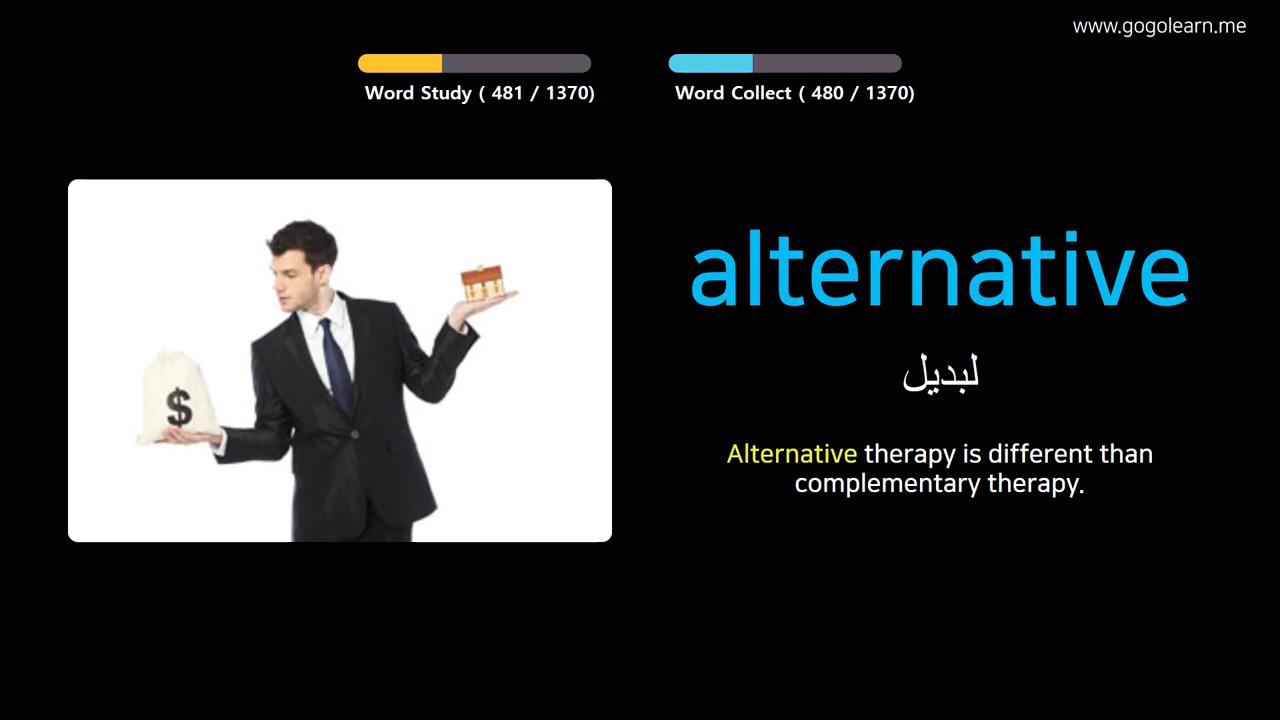 www.gogolearn.me
Word Study ( 481 / 1370)
Word Collect ( 480 / 1370)
$
alternative
لبديل
Alternative therapy is different than
complementary therapy.